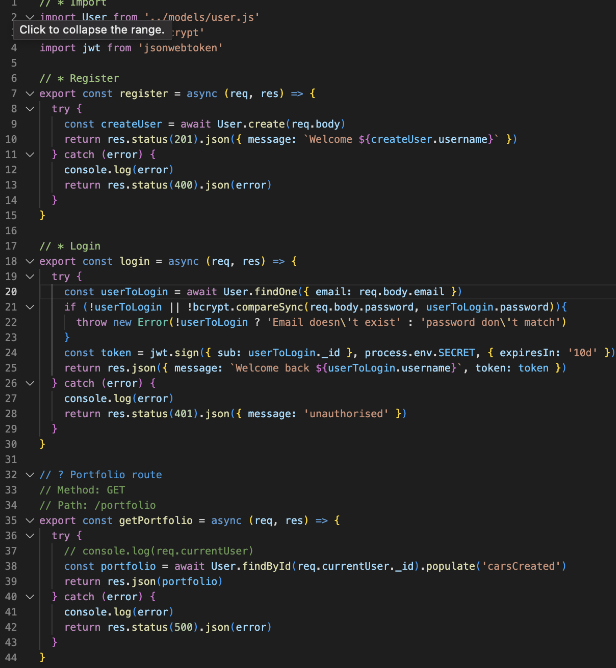 1 // * Import
2 import User from '../models/user.js'
Click to collapse the range.
crypt'
4 import jwt from 'jsonwebtoken'
5
6 // * Register
7 export const register = async (req, res) => {
8 try {
9 const createUser = await User.create(req.body)
10 return res.status(201).json({ message: `Welcome ${createUser.username}` })
11 } catch (error) {
12 console.log(error)
13 return res.status(400).json(error)
14 }
15 }
16
17 // * Login
18 export const login = async (req, res) => {
19 try {
20 const userToLogin = await User.findOne({ email: req.body.email })
21 if (!userToLogin || !bcrypt.compareSync(req.body.password, userToLogin.password)){
22 throw new Error(!userToLogin ? 'Email doesn\'t exist' : 'password don\'t match')
23 }
24 const token = jwt.sign({ sub: userToLogin._id }, process.env.SECRET, { expiresIn: '10d' })
25 return res.json({ message: `Welcome back ${userToLogin.username}`, token: token })
26 } catch (error) {
27 console.log(error)
28 return res.status(401).json({ message: 'unauthorised' })
29 }
30 }
31
32 // ? Portfolio route
33 // Method: GET
34 // Path: /portfolio
35 export const getPortfolio = async (req, res) => {
36 try {
37 // console.log(req.currentUser)
38 const portfolio = await User.findById(req.currentUser._id).populate('carsCreated')
39 return res.json(portfolio)
40 } catch (error) {
41 console.log(error)
42 return res.status(500).json(error)
43 }
44 }